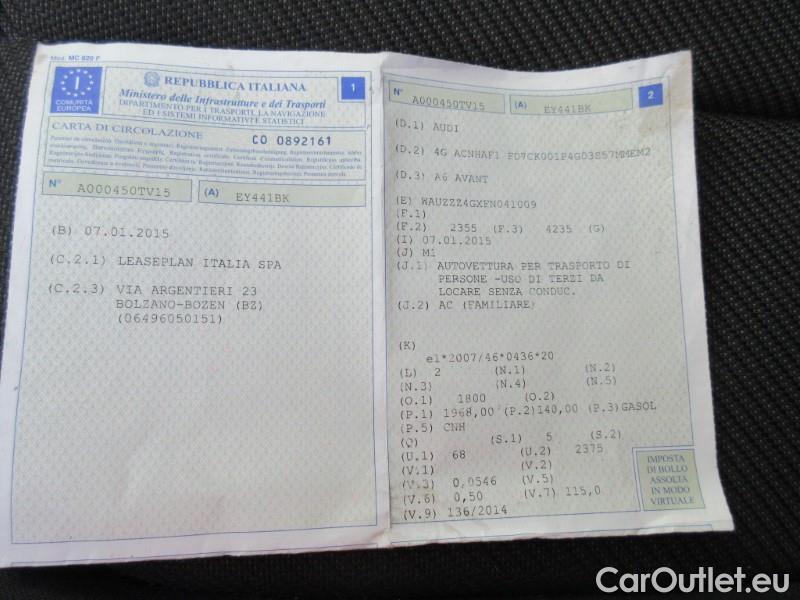 Mod. MC 820 F
I
COMUNITÀ
EUROPEA
REPUBBLICA ITALIANA
Ministero delle Infrastrutture e dei Trasporti
DIPARTIMENTO PER I TRASPORTI, LA NAVIGAZIONE
ED I SISTEMI INFORMATIVI E STATISTICI
1
CARTA DI CIRCOLAZIONE
CO 0892161
N° A000450TV15 (A) EY441BK
(B) 07.01.2015
(C.2.1) LEASEPLAN ITALIA SPA
(C.2.3) VIA ARGENTIERI 23
BOLZANO-BOZEN (BZ)
(06496050151)
N° A000450TV15 (A) EY441BK
2
(D.1) AUDI
(D.2) 4G ACNHAF1 FD7CK001P4G03S57MMEM2
(D.3) A6 AVANT
(E) WAUZZZ4GXFN041009
(F.1)
(F.2) 2355 (F.3) 4235 (G)
(I) 07.01.2015
(J) M1
(J.1) AUTOVETTURA PER TRASPORTO DI
PERSONE -USO DI TERZI DA
LOCARE SENZA CONDUC.
(J.2) AC (FAMILIARE)
(K)
e1*2007/46*0436*20
(L) 2 (N.1) (N.2)
(N.3) (N.4) (N.5)
(O.1) 1800 (O.2)
(P.1) 1968,00 (P.2)140,00 (P.3)GASOL
(P.5) CNH
(Q) (S.1) 5 (S.2)
(U.1) 68 (U.2) 2375
(V.1) (V.2)
(V.3) 0,0546 (V.5)
(V.6) 0,50 (V.7) 115,0
(V.9) 136/2014
IMPOSTA
DI BOLLO
ASSOLTA
IN MODO
VIRTUALE
CarOutlet.eu